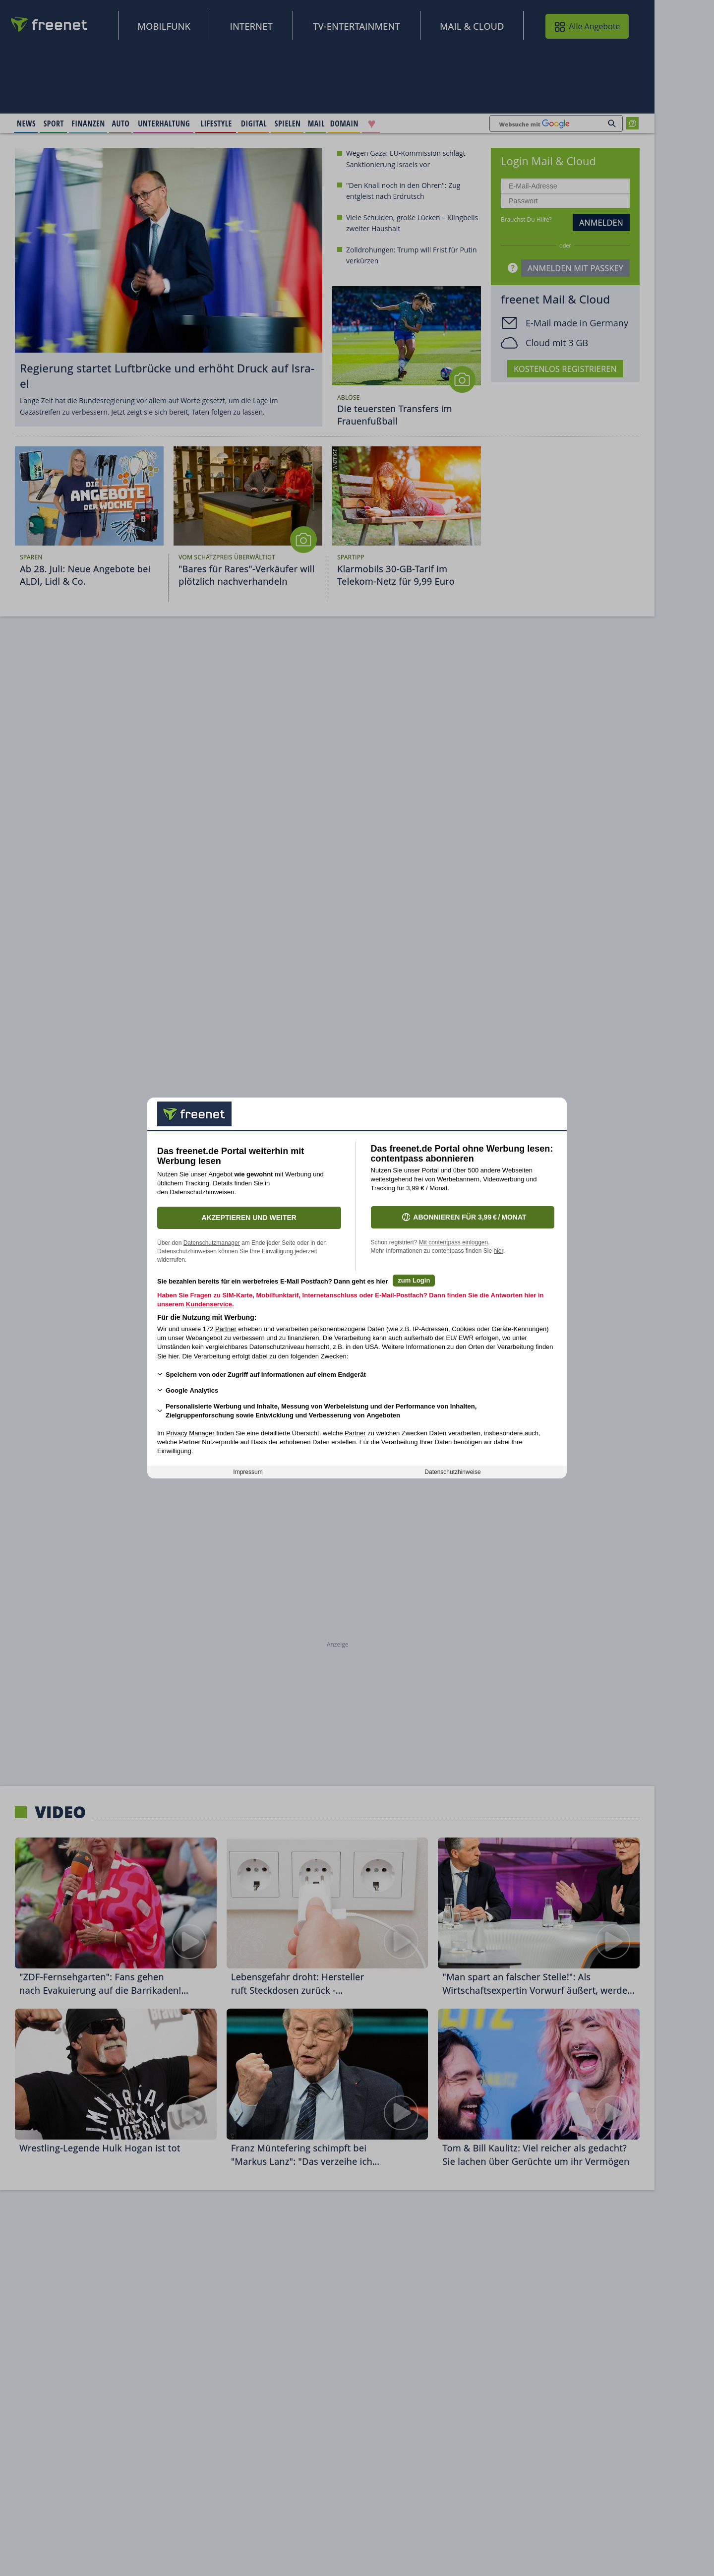 freenet
MOBILFUNK
INTERNET
TV-ENTERTAINMENT
MAIL & CLOUD
Alle Angebote
NEWS SPORT FINANZEN AUTO UNTERHALTUNG LIFESTYLE DIGITAL SPIELEN MAIL DOMAIN
Websuche mit Google
Regierung startet Luftbrücke und erhöht Druck auf Isra-
el
Lange Zeit hat die Bundesregierung vor allem auf Worte gesetzt, um die Lage im
Gazastreifen zu verbessern. Jetzt zeigt sie sich bereit, Taten folgen zu lassen.
Wegen Gaza: EU-Kommission schlägt
Sanktionierung Israels vor
"Den Knall noch in den Ohren": Zug
entgleist nach Erdrutsch
Viele Schulden, große Lücken – Klingbeils
zweiter Haushalt
Zolldrohungen: Trump will Frist für Putin
verkürzen
ABLÖSE
Die teuersten Transfers im
Frauenfußball
Login Mail & Cloud
E-Mail-Adresse
Passwort
Brauchst Du Hilfe?
ANMELDEN
oder
?
ANMELDEN MIT PASSKEY
freenet Mail & Cloud
E-Mail made in Germany
Cloud mit 3 GB
KOSTENLOS REGISTRIEREN
DIE
ANGEBOTE
DER WOCHE
SPAREN
Ab 28. Juli: Neue Angebote bei
ALDI, Lidl & Co.
VOM SCHÄTZPREIS ÜBERWÄLTIGT
"Bares für Rares"-Verkäufer will
plötzlich nachverhandeln
ANZEIGE
SPARTIPP
Klarmobils 30-GB-Tarif im
Telekom-Netz für 9,99 Euro
freenet
Das freenet.de Portal weiterhin mit
Werbung lesen
Nutzen Sie unser Angebot wie gewohnt mit Werbung und
üblichem Tracking. Details finden Sie in
den Datenschutzhinweisen.
AKZEPTIEREN UND WEITER
Über den Datenschutzmanager am Ende jeder Seite oder in den
Datenschutzhinweisen können Sie Ihre Einwilligung jederzeit
widerrufen.
Das freenet.de Portal ohne Werbung lesen:
contentpass abonnieren
Nutzen Sie unser Portal und über 500 andere Webseiten
weitestgehend frei von Werbebannern, Videowerbung und
Tracking für 3,99 € / Monat.
ABONNIEREN FÜR 3,99 € / MONAT
Schon registriert? Mit contentpass einloggen.
Mehr Informationen zu contentpass finden Sie hier.
Sie bezahlen bereits für ein werbefreies E-Mail Postfach? Dann geht es hier zum Login
Haben Sie Fragen zu SIM-Karte, Mobilfunktarif, Internetanschluss oder E-Mail-Postfach? Dann finden Sie die Antworten hier in
unserem Kundenservice.
Für die Nutzung mit Werbung:
Wir und unsere 172 Partner erheben und verarbeiten personenbezogene Daten (wie z.B. IP-Adressen, Cookies oder Geräte-Kennungen)
um unser Webangebot zu verbessern und zu finanzieren. Die Verarbeitung kann auch außerhalb der EU/ EWR erfolgen, wo unter
Umständen kein vergleichbares Datenschutzniveau herrscht, z.B. in den USA. Weitere Informationen zu den Orten der Verarbeitung finden
Sie hier. Die Verarbeitung erfolgt dabei zu den folgenden Zwecken:
Speichern von oder Zugriff auf Informationen auf einem Endgerät
Google Analytics
Personalisierte Werbung und Inhalte, Messung von Werbeleistung und der Performance von Inhalten,
Zielgruppenforschung sowie Entwicklung und Verbesserung von Angeboten
Im Privacy Manager finden Sie eine detaillierte Übersicht, welche Partner zu welchen Zwecken Daten verarbeiten, insbesondere auch,
welche Partner Nutzerprofile auf Basis der erhobenen Daten erstellen. Für die Verarbeitung Ihrer Daten benötigen wir dabei Ihre
Einwilligung.
Impressum
Datenschutzhinweise
Anzeige
VIDEO
"ZDF-Fernsehgarten": Fans gehen
nach Evakuierung auf die Barrikaden!...
Lebensgefahr droht: Hersteller
ruft Steckdosen zurück -...
"Man spart an falscher Stelle!": Als
Wirtschaftsexpertin Vorwurf äußert, werde...
Wrestling-Legende Hulk Hogan ist tot
Franz Müntefering schimpft bei
"Markus Lanz": "Das verzeihe ich...
Tom & Bill Kaulitz: Viel reicher als gedacht?
Sie lachen über Gerüchte um ihr Vermögen